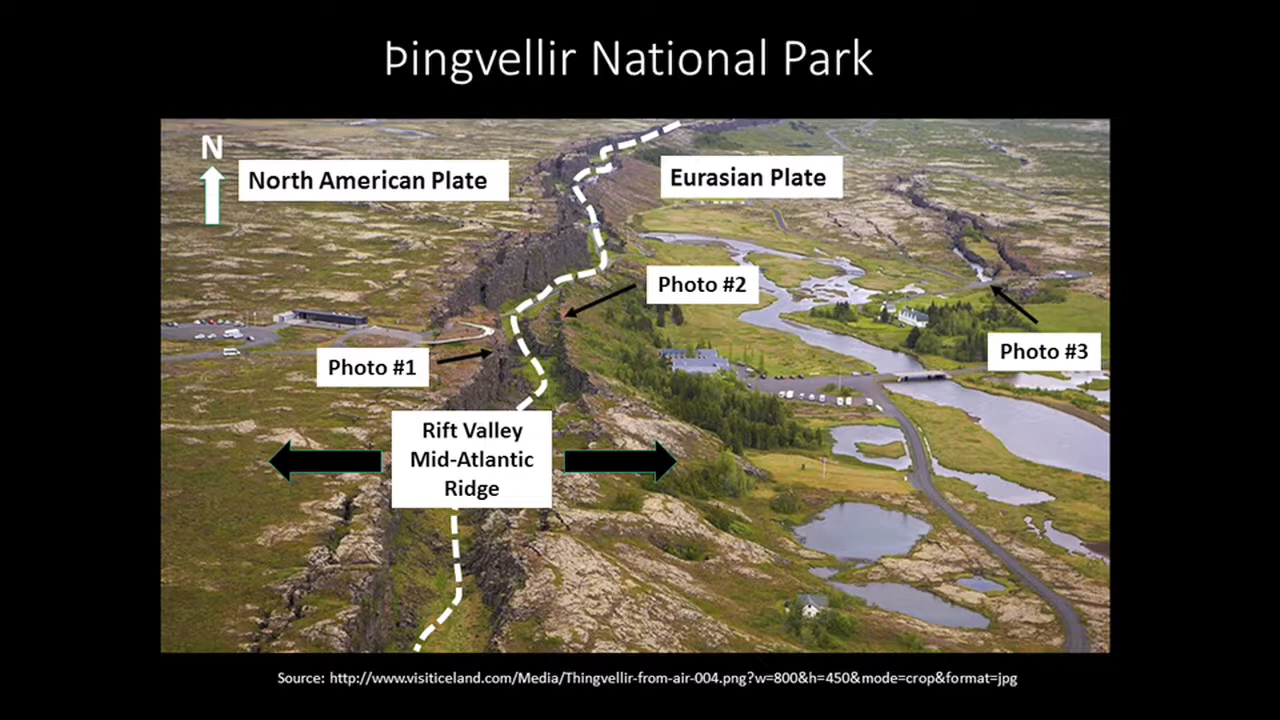 Þingvellir National Park
N
North American Plate
Eurasian Plate
Photo #2
Photo #1
Photo #3
Rift Valley
Mid-Atlantic
Ridge
Source: http://www.visiticeland.com/Media/Thingvellir-from-air-004.png?w=800&h=450&mode=crop&format=jpg